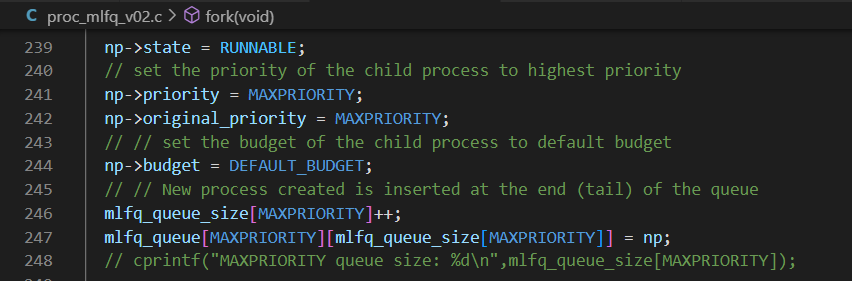 C proc_mlfq_v02.c > fork(void)
239 np->state = RUNNABLE;
240 // set the priority of the child process to highest priority
241 np->priority = MAXPRIORITY;
242 np->original_priority = MAXPRIORITY;
243 // // set the budget of the child process to default budget
244 np->budget = DEFAULT_BUDGET;
245 // // New process created is inserted at the end (tail) of the queue
246 mlfq_queue_size[MAXPRIORITY]++;
247 mlfq_queue[MAXPRIORITY][mlfq_queue_size[MAXPRIORITY]] = np;
248 // cprintf("MAXPRIORITY queue size: %d\n",mlfq_queue_size[MAXPRIORITY]);